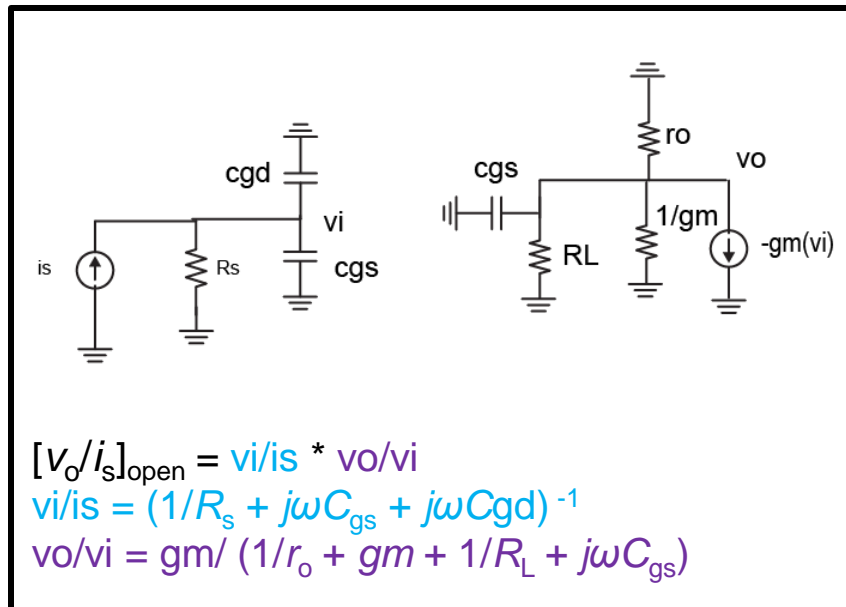 ro
cgd
cgs
vo
vi
1/gm
is
Rs
cgs
RL
-gm(vi)
[vo/is]open = vi/is * vo/vi
vi/is = (1/Rs + jωCgs + jωCgd) -1
vo/vi = gm/ (1/ro + gm + 1/RL + jωCgs)